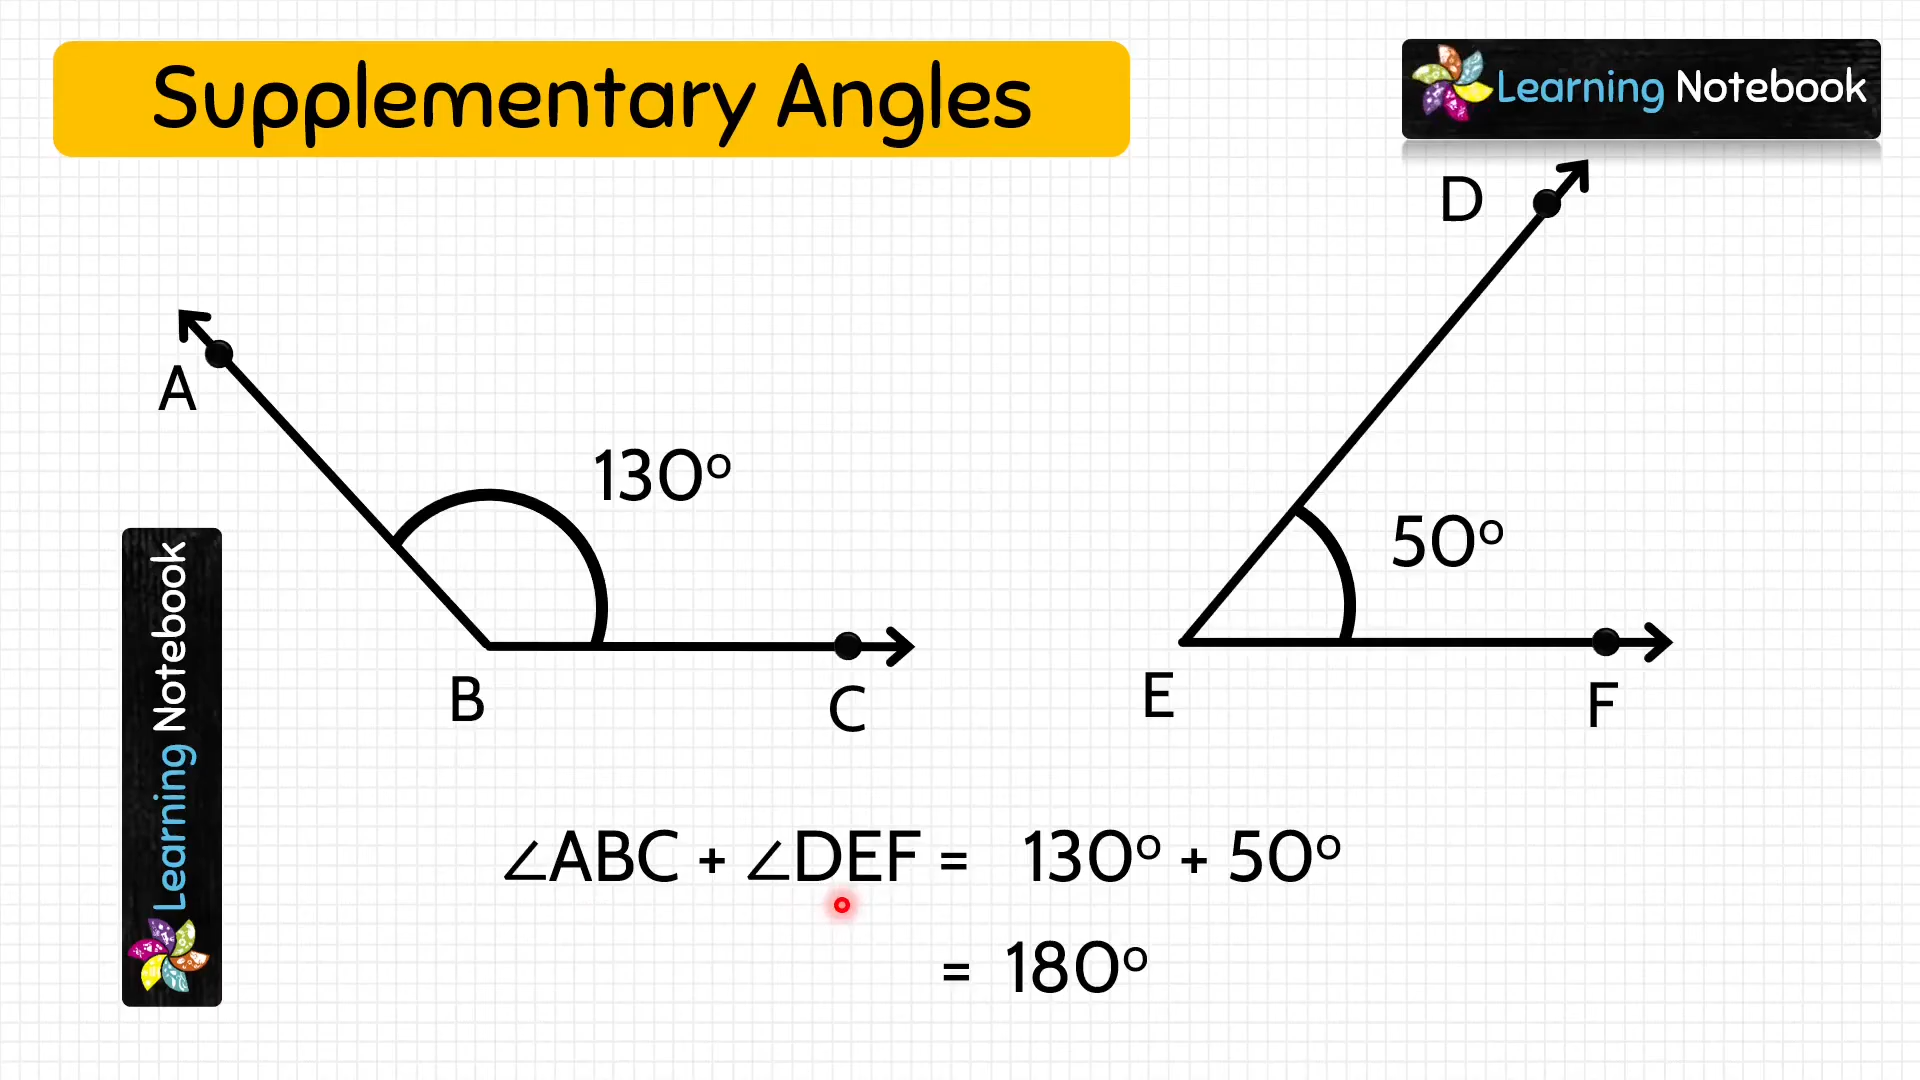 Supplementary Angles
Learning Notebook
D
A
130°
50°
B
C
E
F
Learning Notebook
∠ABC + ∠DEF = 130° + 50°
= 180°